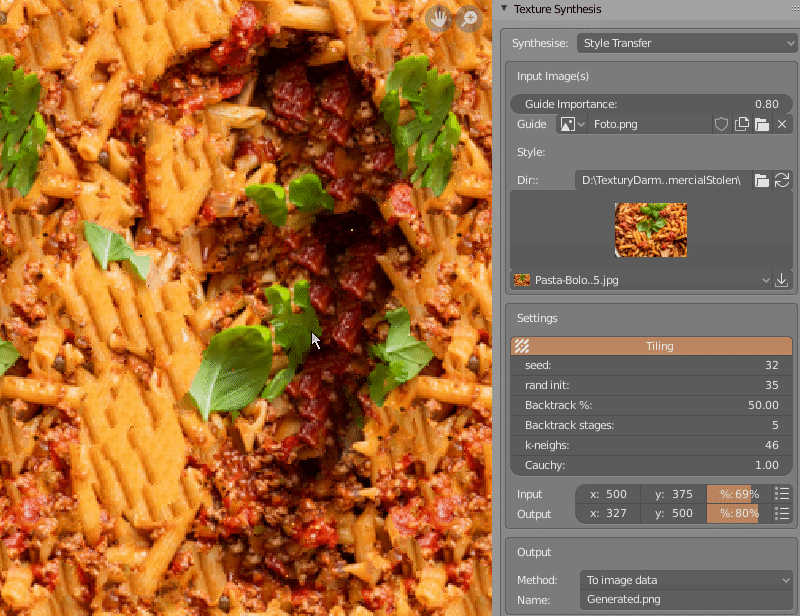 Texture Synthesis
Synthesise: Style Transfer
Input Image(s)
Guide Importance: 0.80
Guide Foto.png
Style:
Dir:: D:\TexturyDarm..mercialStolen\
Pasta-Bolo..5.jpg
Settings
Tiling
seed: 32
rand init: 35
Backtrack %: 50.00
Backtrack stages: 5
k-neighs: 46
Cauchy: 1.00
Input x: 500 y: 375 %: 69%
Output x: 327 y: 500 %: 80%
Output
Method: To image data
Name: Generated.png